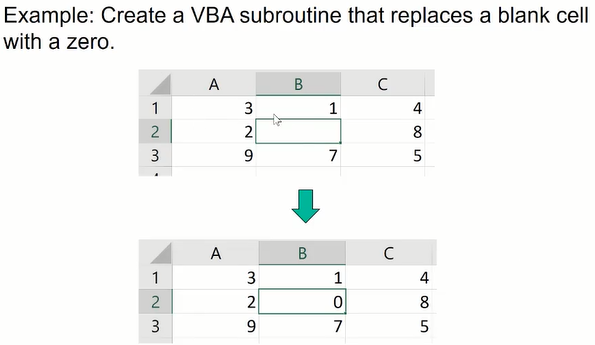 Example: Create a VBA subroutine that replaces a blank cell
with a zero.
A B C
1 3 1 4
2 2 8
3 9 7 5
A B C
1 3 1 4
2 2 0 8
3 9 7 5